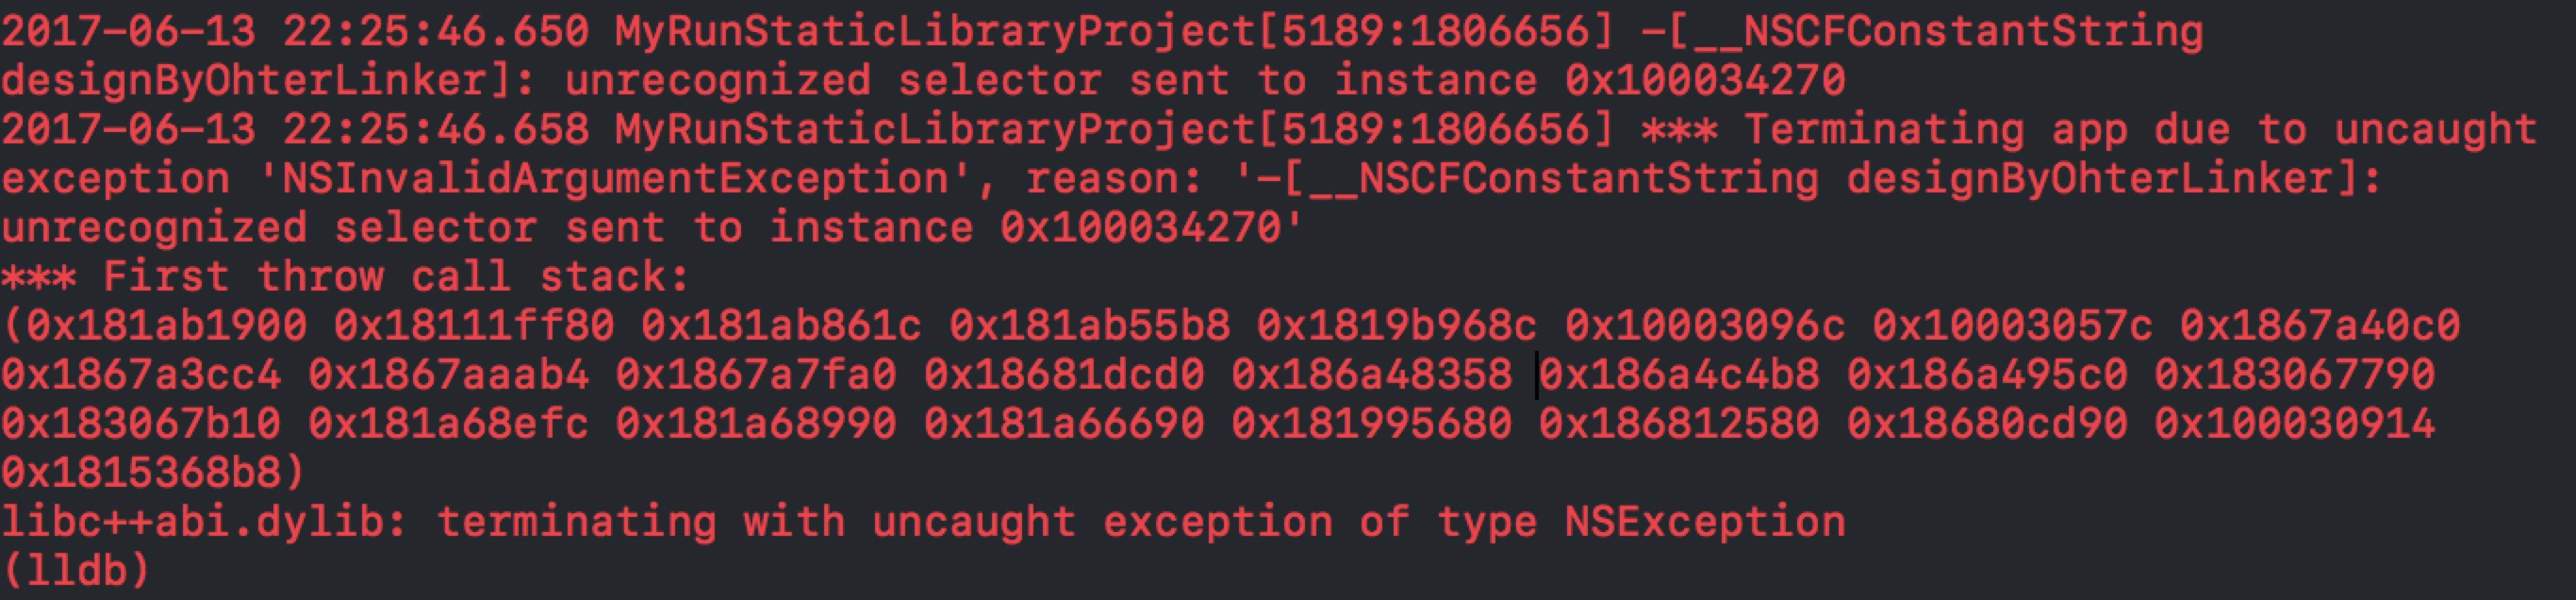 2017-06-13 22:25:46.650 MyRunStaticLibraryProject[5189:1806656] -[__NSCFConstantString
designByOhterLinker]: unrecognized selector sent to instance 0x100034270
2017-06-13 22:25:46.658 MyRunStaticLibraryProject[5189:1806656] *** Terminating app due to uncaught
exception 'NSInvalidArgumentException', reason: '-[__NSCFConstantString designByOhterLinker]:
unrecognized selector sent to instance 0x100034270'
*** First throw call stack:
(0x181ab1900 0x18111ff80 0x181ab861c 0x181ab55b8 0x1819b968c 0x10003096c 0x10003057c 0x1867a40c0
0x1867a3cc4 0x1867aaab4 0x1867a7fa0 0x18681dcd0 0x186a48358 0x186a4c4b8 0x186a495c0 0x183067790
0x183067b10 0x181a68efc 0x181a68990 0x181a66690 0x181995680 0x186812580 0x18680cd90 0x100030914
0x1815368b8)
libc++abi.dylib: terminating with uncaught exception of type NSException
(lldb)